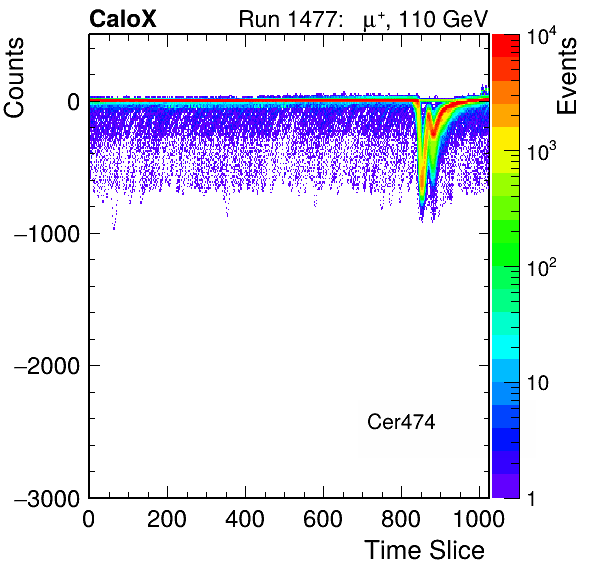 CaloX Run 1477: μ⁺, 110 GeV
Counts
Events
0
−1000
−2000
−3000
10⁴
10³
10²
10
1
Cer474
0 200 400 600 800 1000
Time Slice